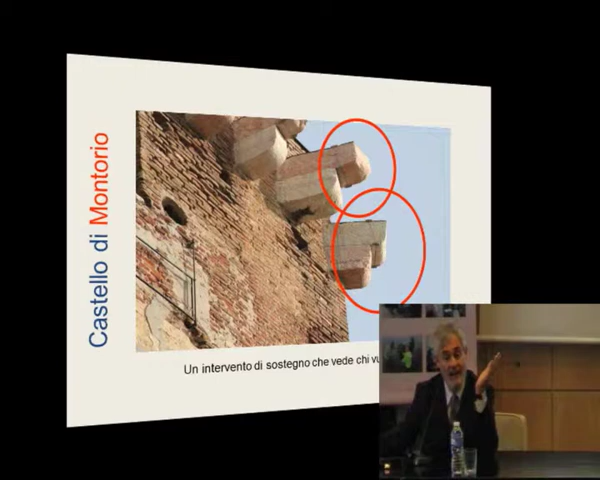 Castello di Montorio
Un intervento di sostegno che vede chi